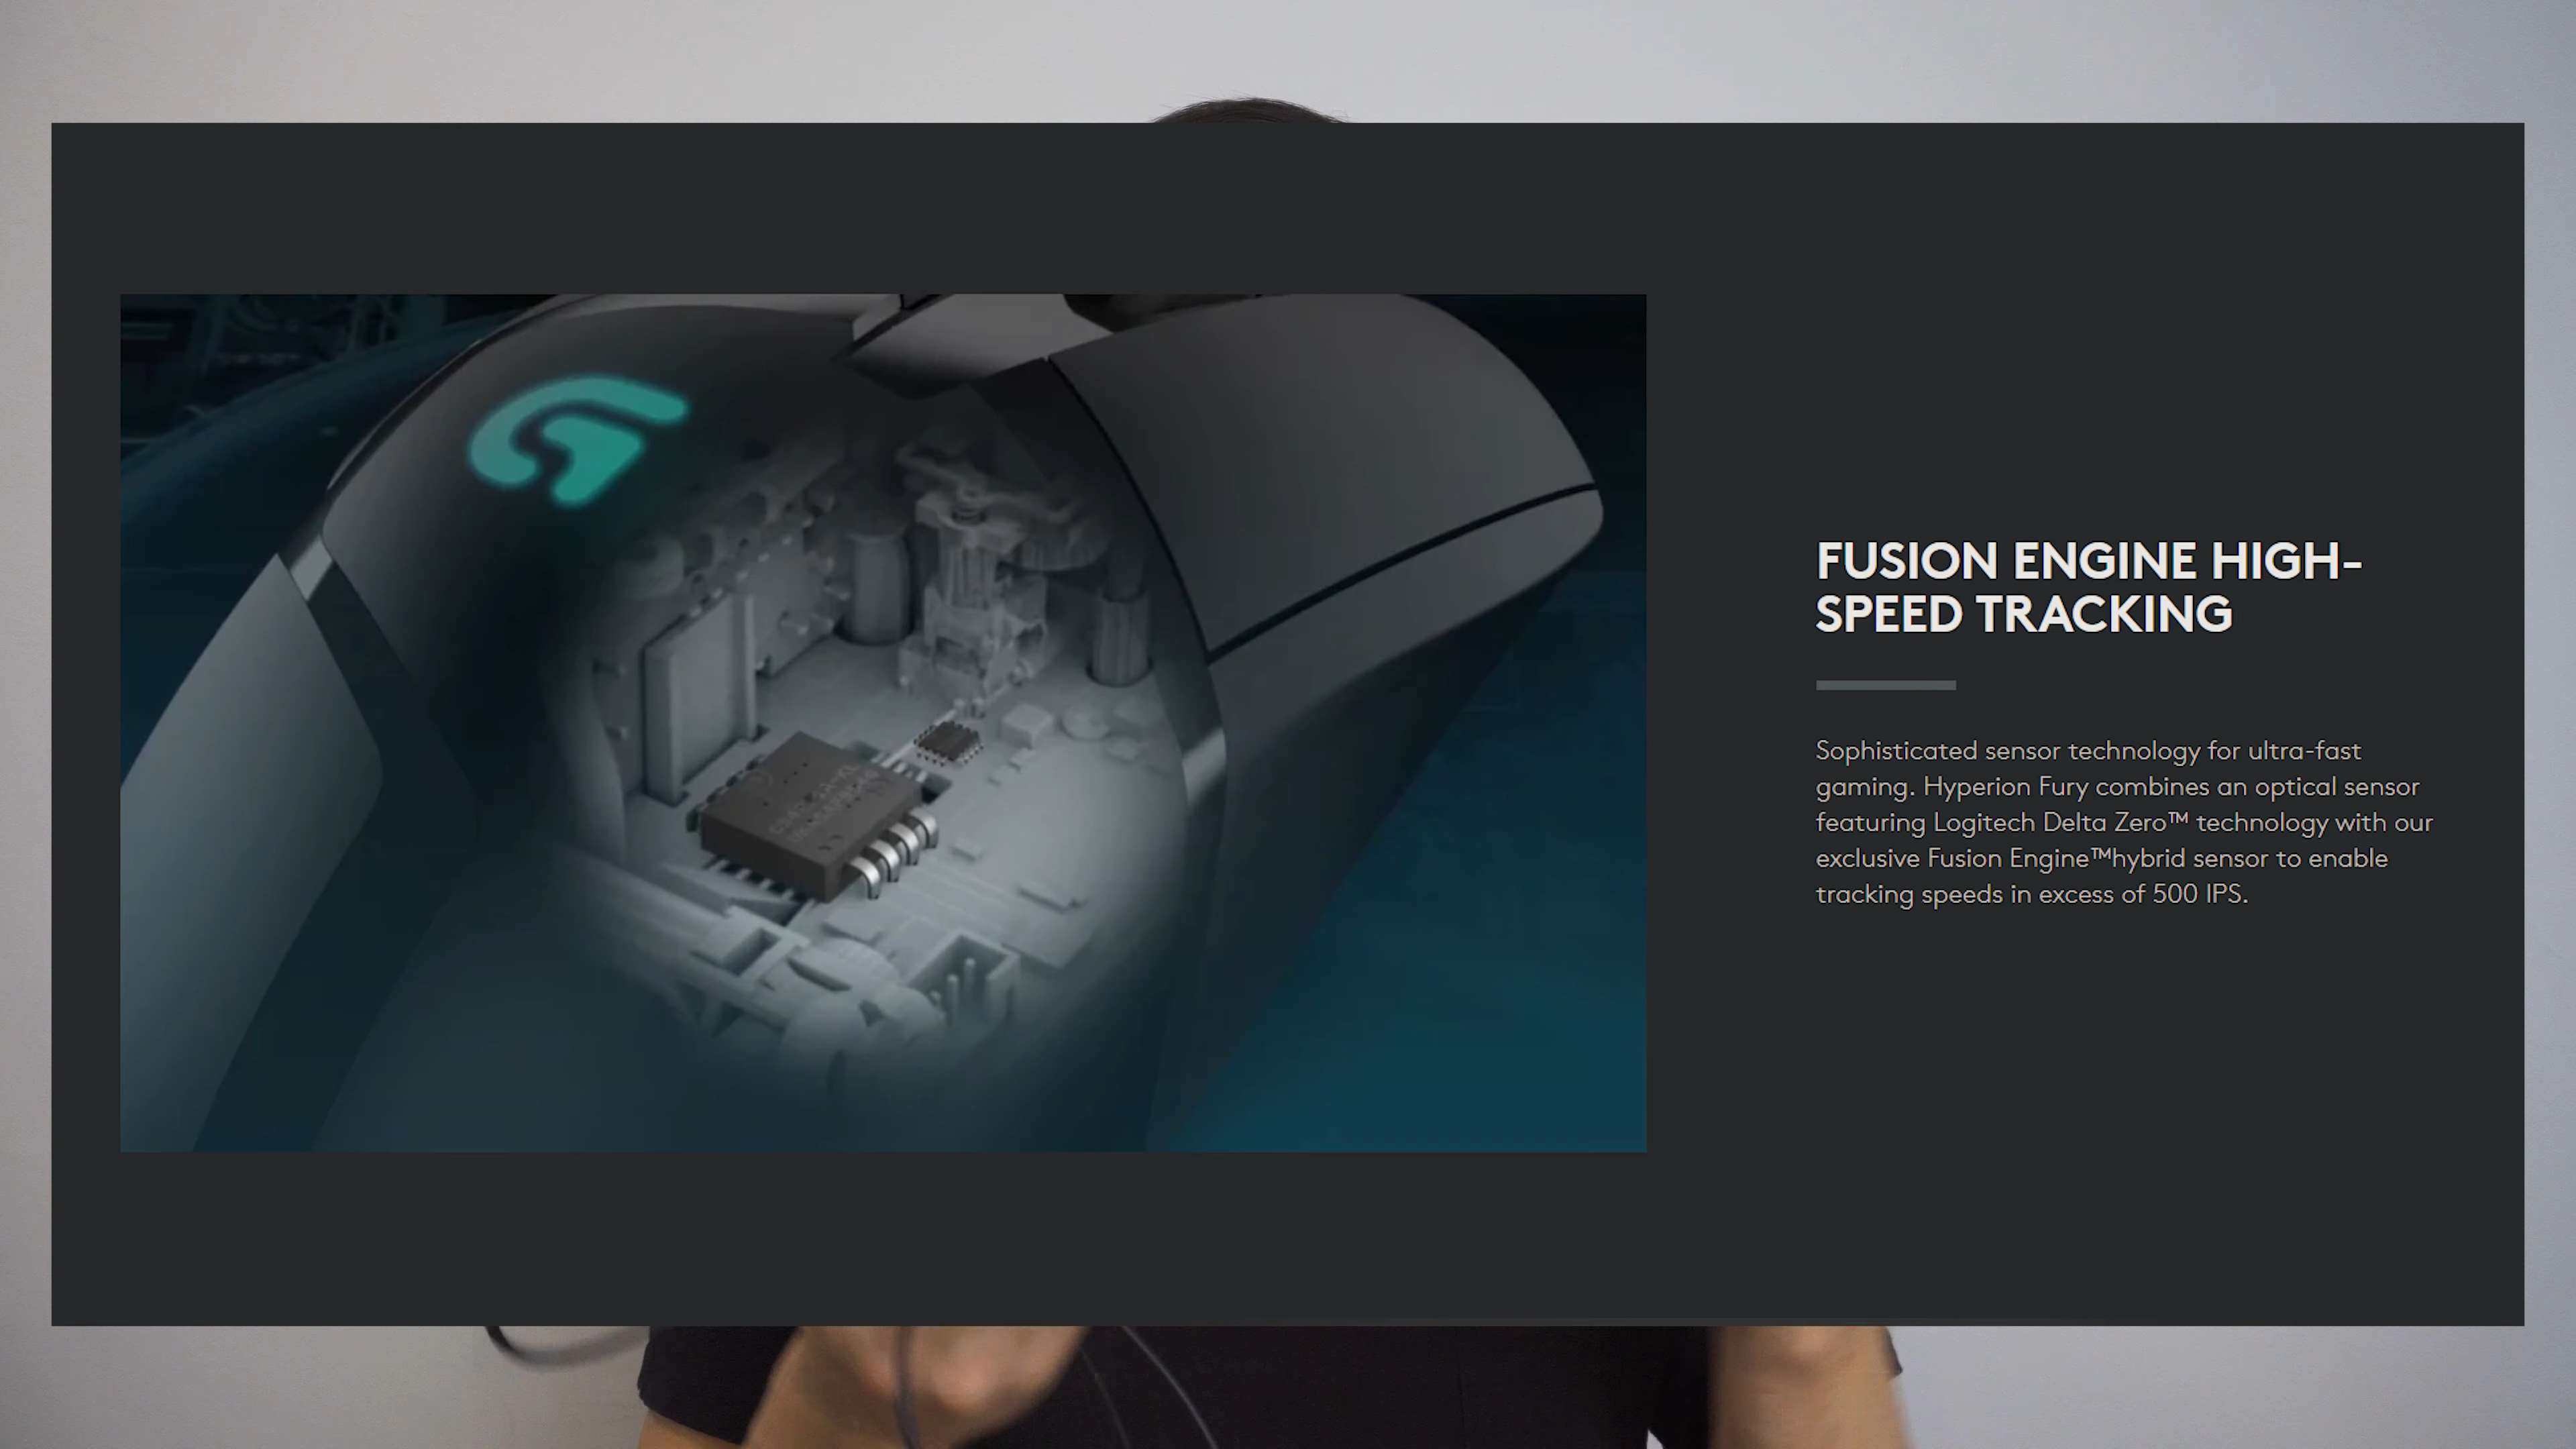 FUSION ENGINE HIGH-
SPEED TRACKING
Sophisticated sensor technology for ultra-fast
gaming. Hyperion Fury combines an optical sensor
featuring Logitech Delta Zero™ technology with our
exclusive Fusion Engine™hybrid sensor to enable
tracking speeds in excess of 500 IPS.